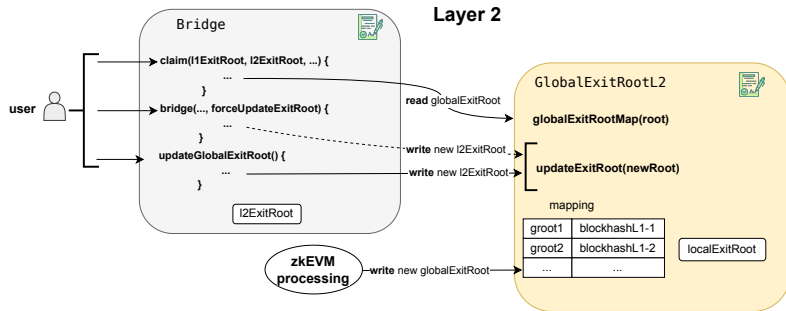 Layer 2
Bridge
claim(l1ExitRoot, l2ExitRoot, ...) {
...
}
bridge(..., forceUpdateExitRoot) {
...
}
updateGlobalExitRoot() {
...
}
l2ExitRoot
user
read globalExitRoot
write new l2ExitRoot
write new l2ExitRoot
zkEVM
processing
write new globalExitRoot
GlobalExitRootL2
globalExitRootMap(root)
updateExitRoot(newRoot)
mapping
groot1 blockhashL1-1
groot2 blockhashL1-2
... ...
localExitRoot